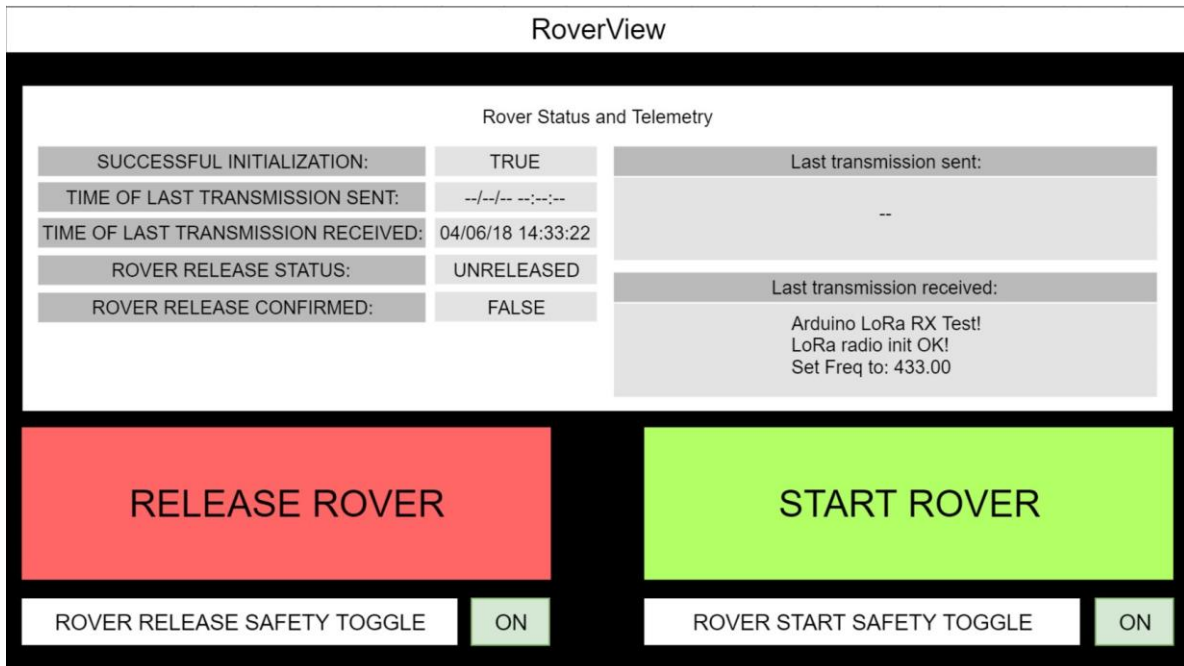 RoverView
Rover Status and Telemetry
SUCCESSFUL INITIALIZATION: TRUE
TIME OF LAST TRANSMISSION SENT: --/--/-- --:--:--
TIME OF LAST TRANSMISSION RECEIVED: 04/06/18 14:33:22
ROVER RELEASE STATUS: UNRELEASED
ROVER RELEASE CONFIRMED: FALSE
Last transmission sent:
--
Last transmission received:
Arduino LoRa RX Test!
LoRa radio init OK!
Set Freq to: 433.00
RELEASE ROVER
START ROVER
ROVER RELEASE SAFETY TOGGLE ON
ROVER START SAFETY TOGGLE ON